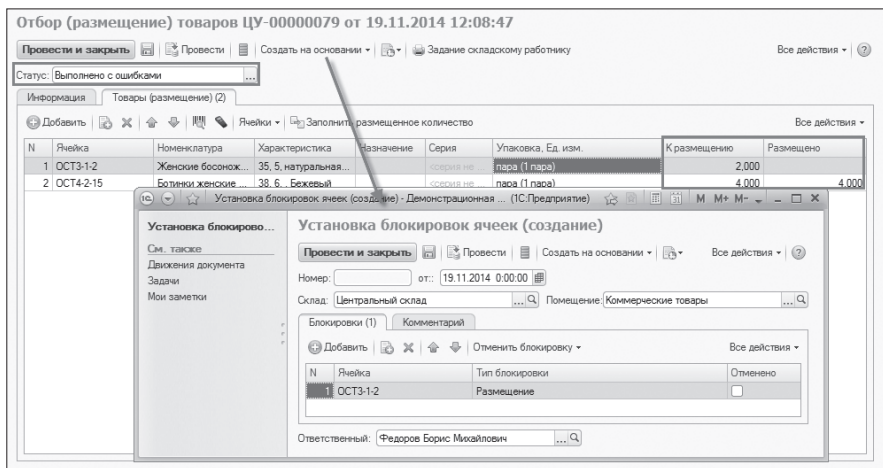 Отбор (размещение) товаров ЦУ-00000079 от 19.11.2014 12:08:47
Провести и закрыть Провести Создать на основании Задание складскому работнику Все действия
Статус: Выполнено с ошибками ...
Информация Товары (размещение) (2)
Добавить Ячейки Заполнить размещенное количество Все действия
N Ячейка Номенклатура Характеристика Назначение Серия Упаковка, Ед. изм. К размещению Размещено
1 ОСТ3-1-2 Женские босонож... 35, 5, натуральная... <серия не ... пара (1 пара) 2,000
2 ОСТ4-2-15 Ботинки женские ... 38, 6, , Бежевый <серия не ... пара (1 пара) 4,000 4,000
Установка блокировок ячеек (создание) - Демонстрационная ... (1С:Предприятие) M M+ M-
Установка блокирово...
См. также
Движения документа
Задачи
Мои заметки
Установка блокировок ячеек (создание)
Провести и закрыть Провести Создать на основании Все действия
Номер: от:: 19.11.2014 0:00:00
Склад: Центральный склад ... Помещение: Коммерческие товары ...
Блокировки (1) Комментарий
Добавить Отменить блокировку Все действия
N Ячейка Тип блокировки Отменено
1 ОСТ3-1-2 Размещение
Ответственный: Федоров Борис Михайлович ...